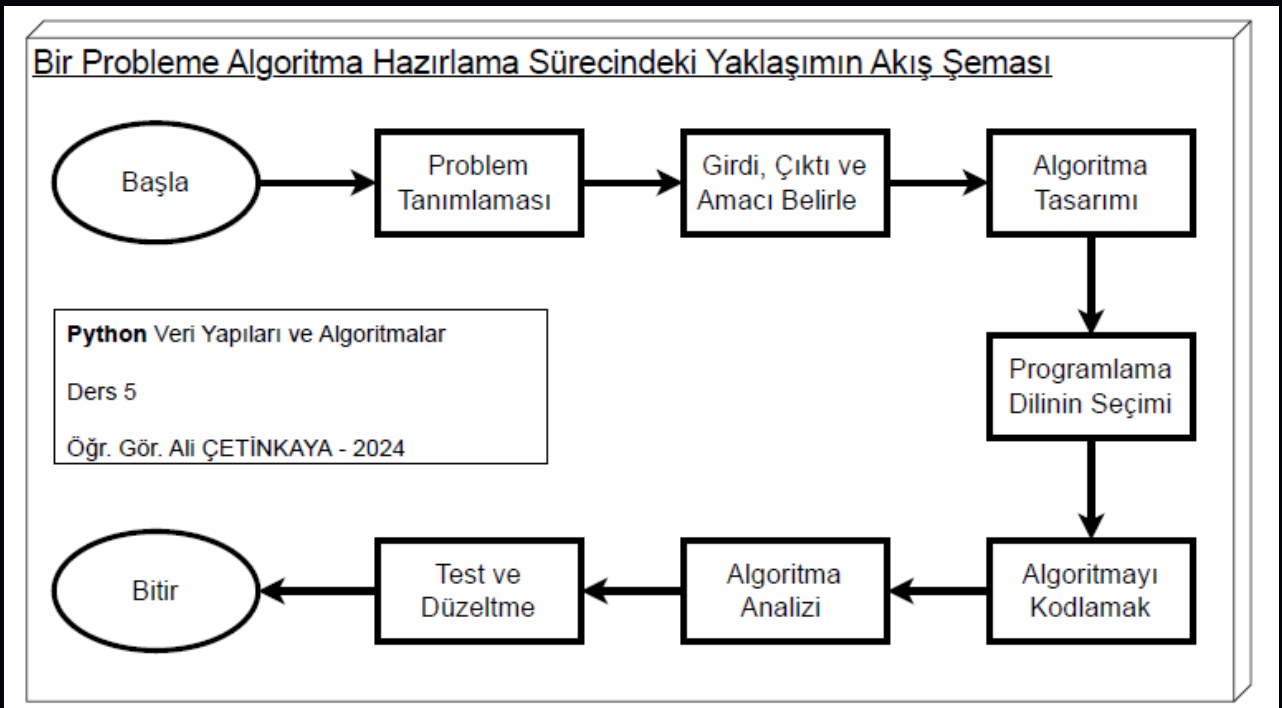 Bir Probleme Algoritma Hazırlama Sürecindeki Yaklaşımın Akış Şeması
Başla
Problem
Tanımlaması
Girdi, Çıktı ve
Amacı Belirle
Algoritma
Tasarımı
Programlama
Dilinin Seçimi
Algoritmayı
Kodlamak
Algoritma
Analizi
Test ve
Düzeltme
Bitir
Python Veri Yapıları ve Algoritmalar
Ders 5
Öğr. Gör. Ali ÇETİNKAYA - 2024